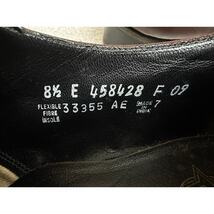 8½ E 458428 F 09
FLEXIBLE FIBRE INSOLE 33355 AE MADE IN INDIA 7